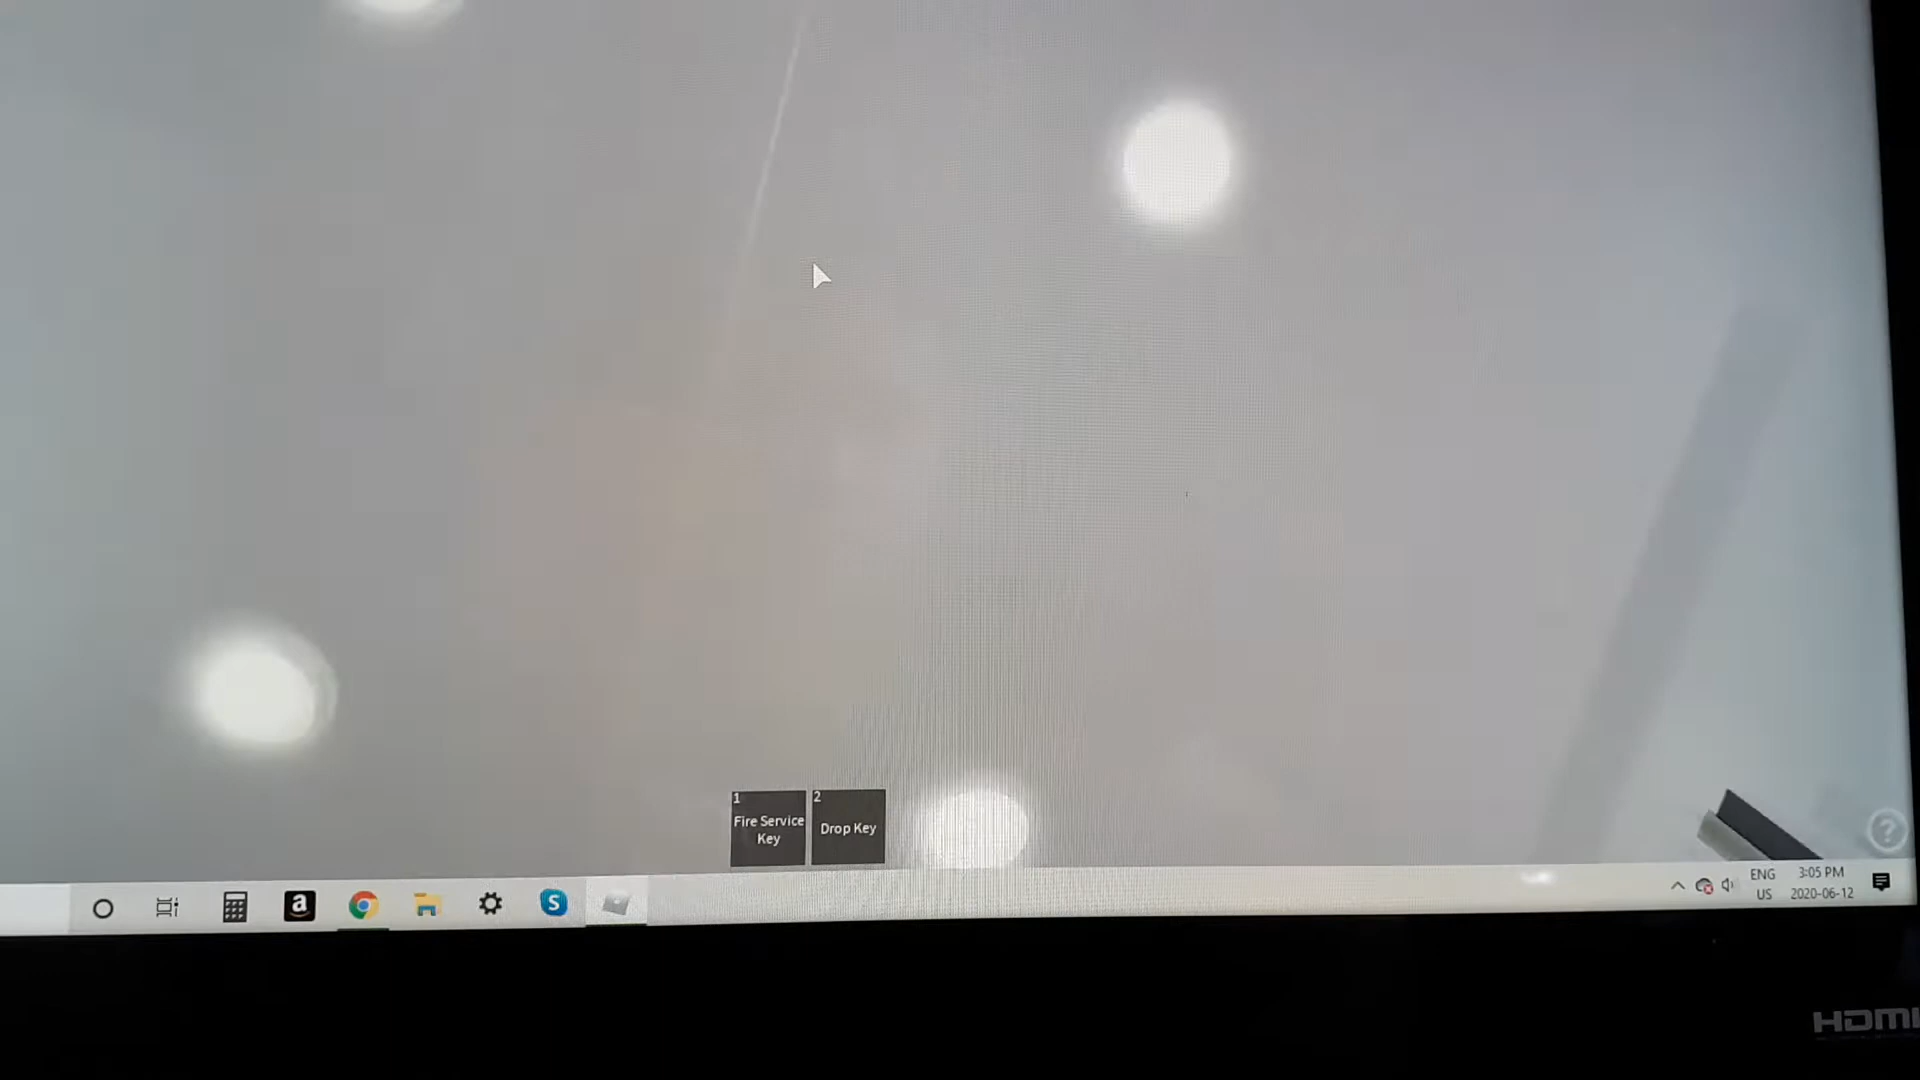 1
Fire Service
Key
2
Drop Key
?
a
S
ENG
US
3:05 PM
2020-06-12
HDMI